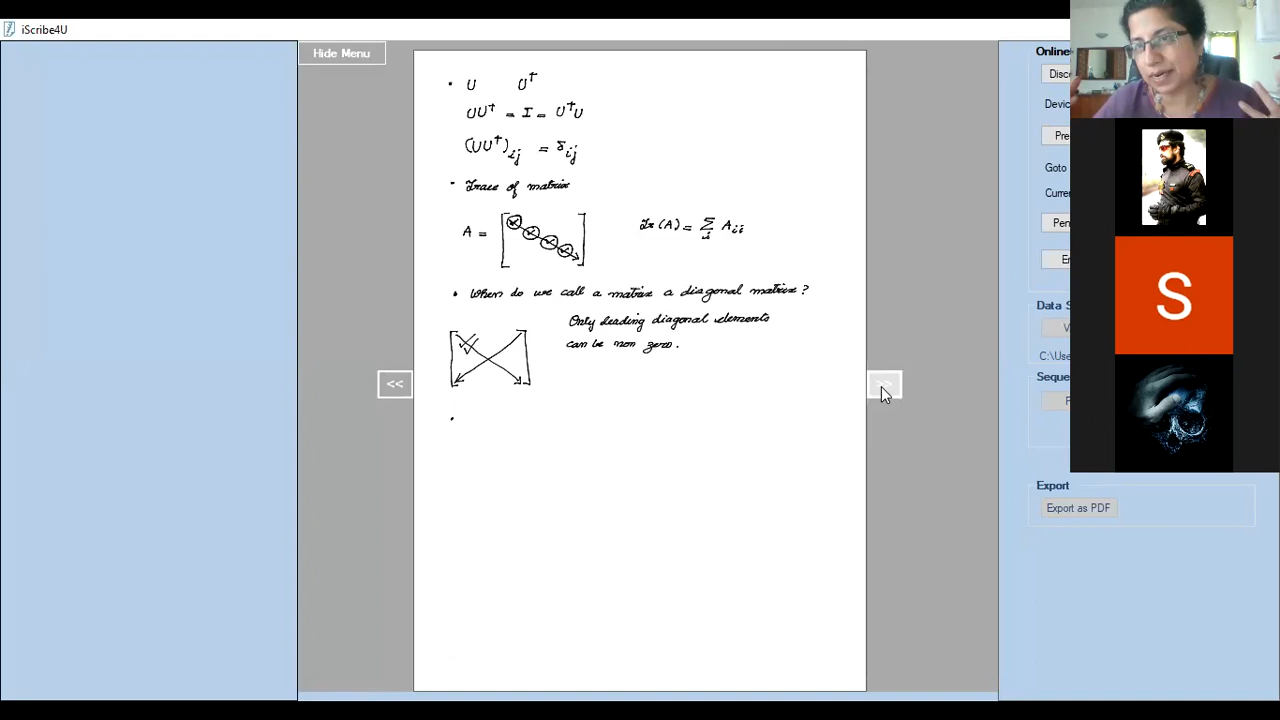 iScribe4U
Hide Menu
• U U†
UU† = I = U†U
(UU†)ij = δij
• Trace of matrix
A = Tr (A) = Σi Aii
• When do we call a matrix a diagonal matrix?
Only leading diagonal elements
can be non zero.
<<
>>
Online
Disc
Devic
Pre
Goto
Curre
Pen
Er
Data S
V
C:\Use
Seque
S
Export
Export as PDF